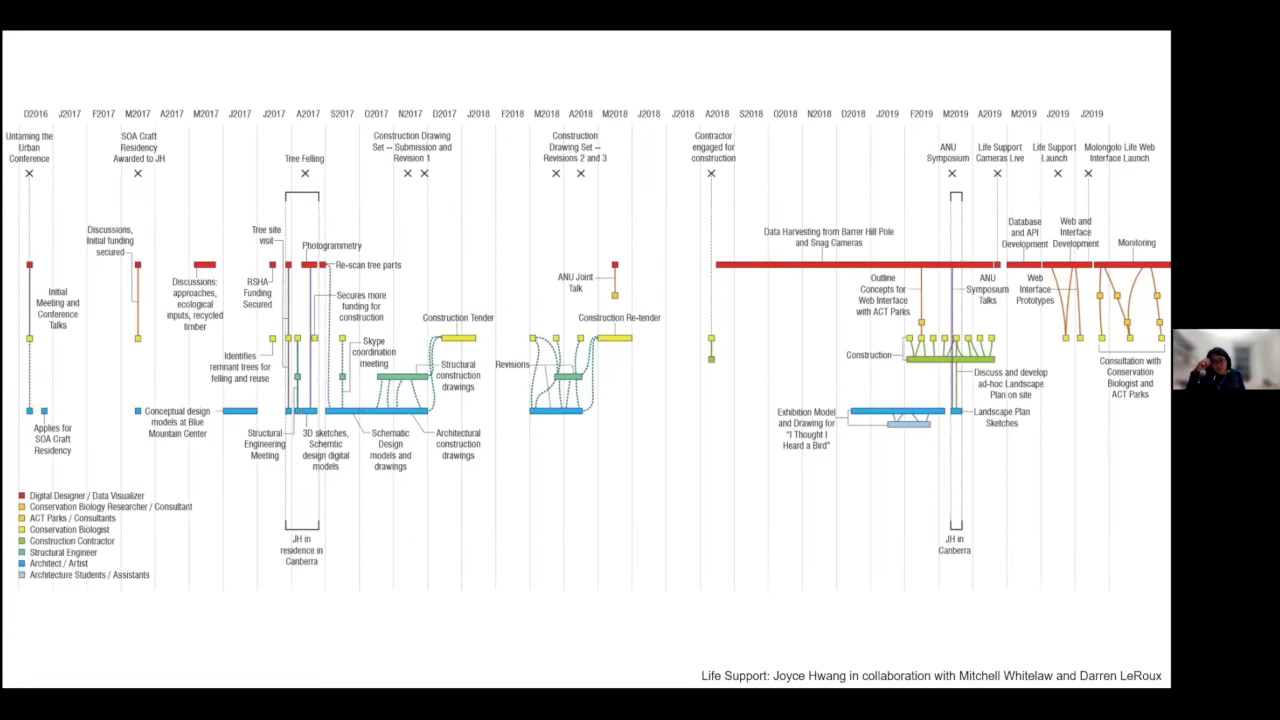 D2016 J2017 F2017 M2017 A2017 M2017 J2017 J2017 A2017 S2017 O2017 N2017 D2017 J2018 F2018 M2018 A2018 M2018 J2018 J2018 A2018 S2018 O2018 N2018 D2018 J2019 F2019 M2019 A2019 M2019 J2019 J2019
Untaming the
Urban
Conference
SOA Craft
Residency
Awarded to JH
Tree Felling
Construction Drawing
Set -- Submission and
Revision 1
Construction
Drawing Set --
Revisions 2 and 3
Contractor
engaged for
construction
ANU
Symposium
Life Support
Cameras Live
Life Support
Launch
Molongolo Life Web
Interface Launch
Discussions,
Initial funding
secured
Tree site
visit
Photogrammetry
Re-scan tree parts
Data Harvesting from Barrer Hill Pole
and Snag Cameras
Database
and API
Development
Web and
Interface
Development
Monitoring
Initial
Meeting and
Conference
Talks
Discussions:
approaches,
ecological
inputs, recycled
timber
RSHA
Funding
Secured
Secures more
funding for
construction
ANU Joint
Talk
Outline
Concepts for
Web Interface
with ACT Parks
ANU
Symposium
Talks
Web
Interface
Prototypes
Construction Tender
Construction Re-tender
Identifies
remnant trees for
felling and reuse
Skype
coordination
meeting
Structural
construction
drawings
Revisions
Construction
Discuss and develop
ad-hoc Landscape
Plan on site
Consultation with
Conservation
Biologist and
ACT Parks
Applies for
SOA Craft
Residency
Conceptual design
models at Blue
Mountain Center
Structural
Engineering
Meeting
3D sketches,
Schemtic
design digital
models
Schematic
Design
models and
drawings
Architectural
construction
drawings
Exhibition Model
and Drawing for
"I Thought I
Heard a Bird"
Landscape Plan
Sketches
Digital Designer / Data Visualizer
Conservation Biology Researcher / Consultant
ACT Parks / Consultants
Conservation Biologist
Construction Contractor
Structural Engineer
Architect / Artist
Architecture Students / Assistants
JH in
residence in
Canberra
JH in
Canberra
Life Support: Joyce Hwang in collaboration with Mitchell Whitelaw and Darren LeRoux